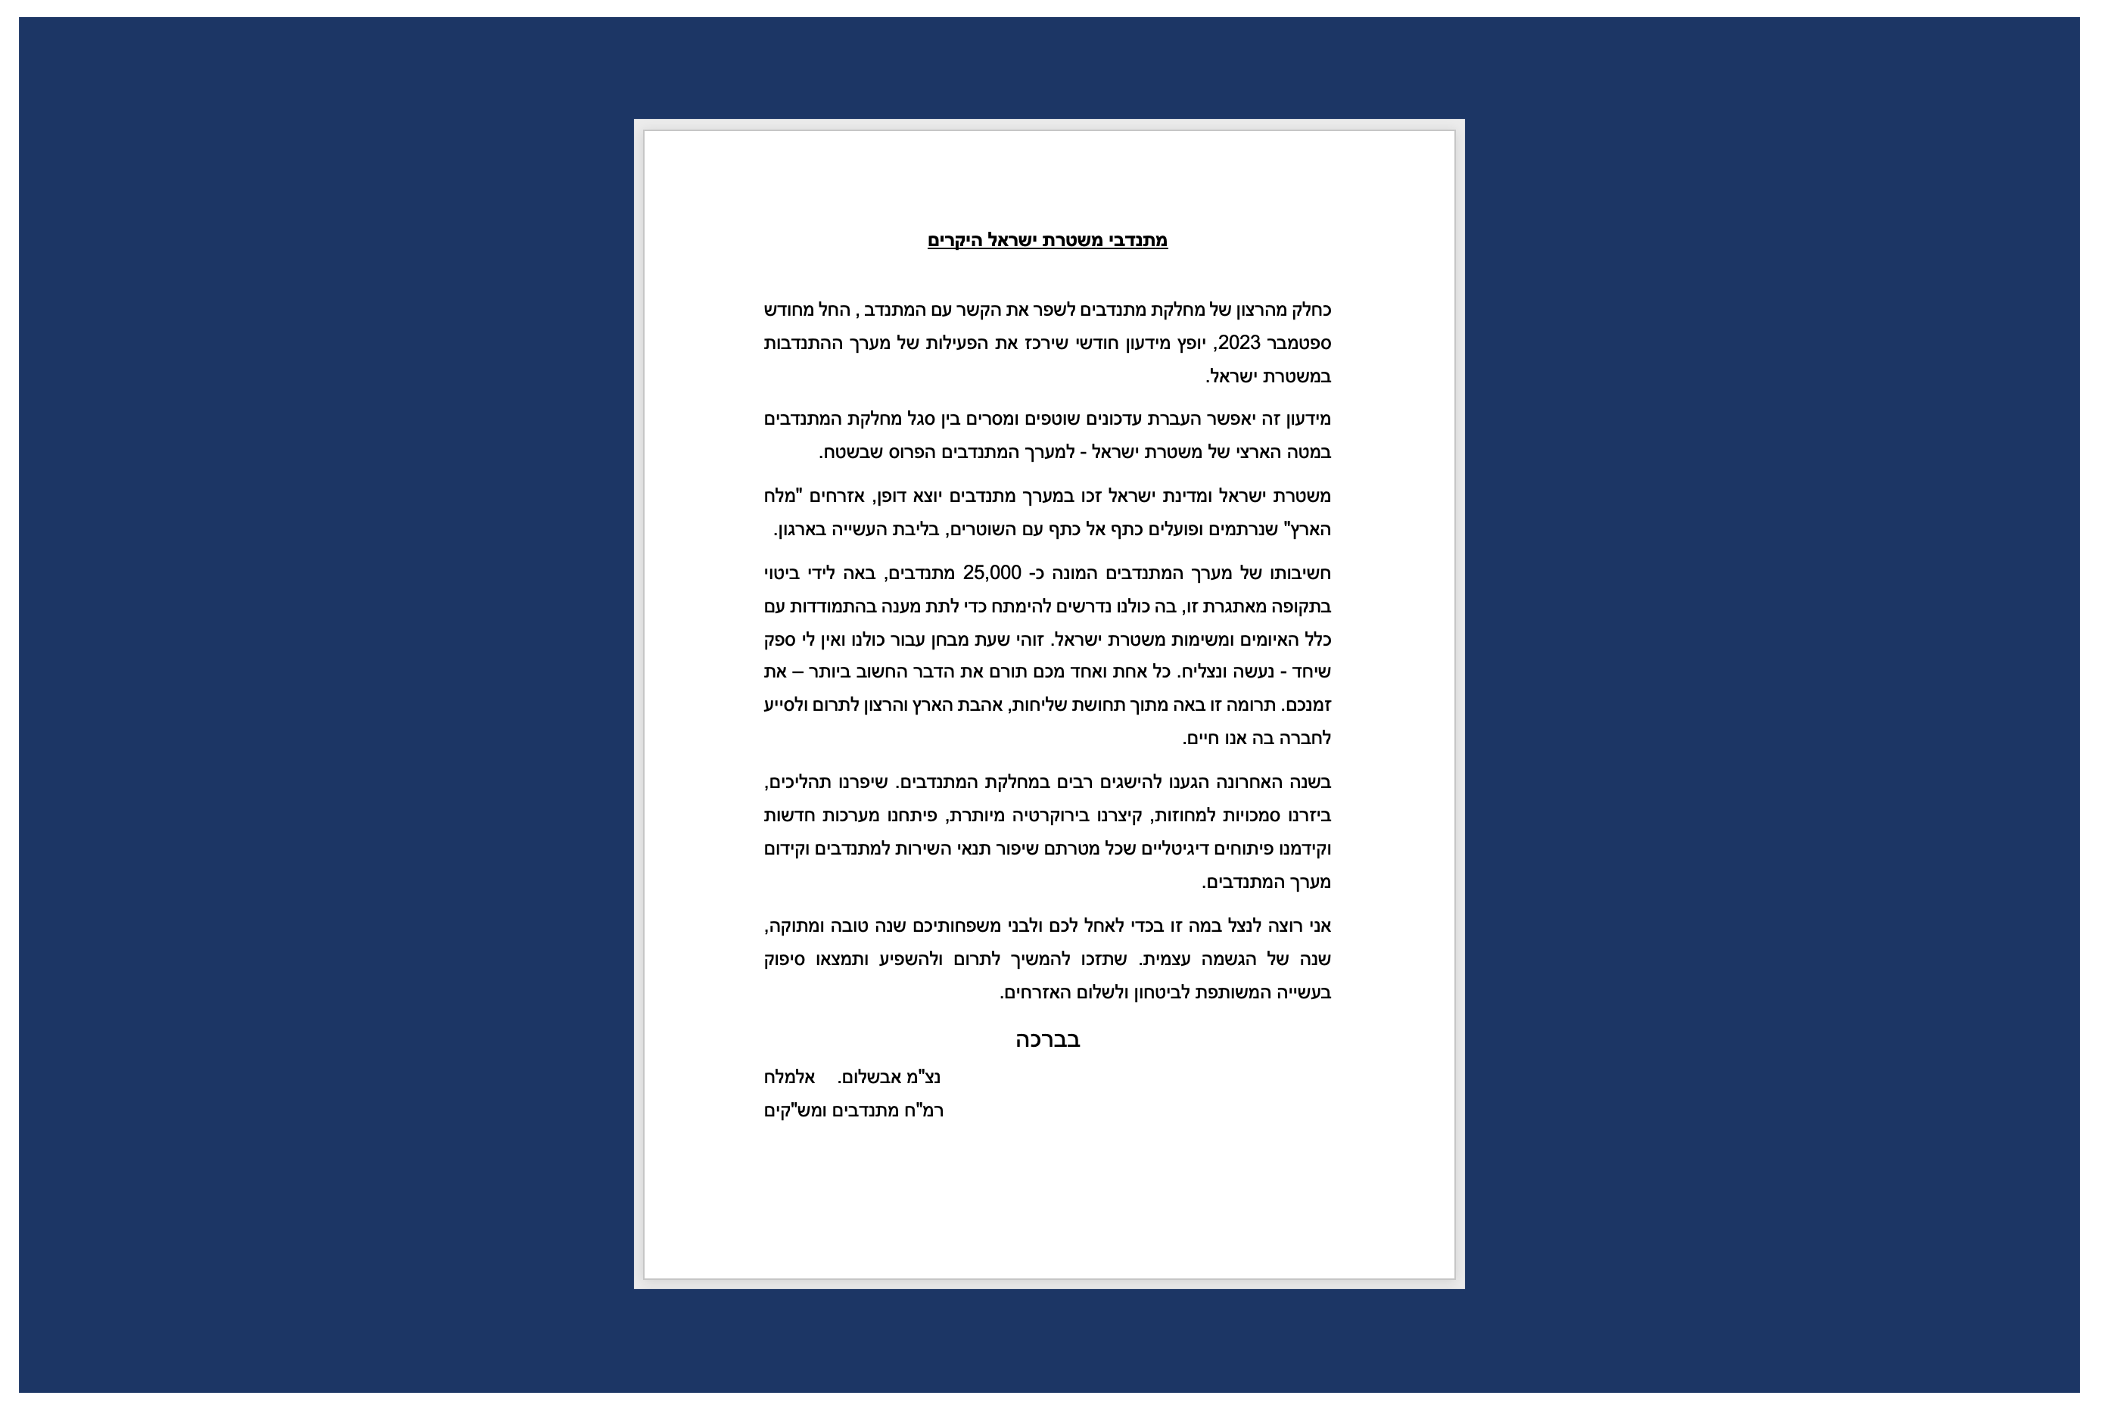 מתנדבי משטרת ישראל היקרים
כחלק מהרצון של מחלקת מתנדבים לשפר את הקשר עם המתנדב , החל מחודש
ספטמבר 2023, יופץ מידעון חודשי שירכז את הפעילות של מערך ההתנדבות
במשטרת ישראל.
מידעון זה יאפשר העברת עדכונים שוטפים ומסרים בין סגל מחלקת המתנדבים
במטה הארצי של משטרת ישראל - למערך המתנדבים הפרוס שבשטח.
משטרת ישראל ומדינת ישראל זכו במערך מתנדבים יוצא דופן, אזרחים "מלח
הארץ" שנרתמים ופועלים כתף אל כתף עם השוטרים, בליבת העשייה בארגון.
חשיבותו של מערך המתנדבים המונה כ- 25,000 מתנדבים, באה לידי ביטוי
בתקופה מאתגרת זו, בה כולנו נדרשים להימתח כדי לתת מענה בהתמודדות עם
כלל האיומים ומשימות משטרת ישראל. זוהי שעת מבחן עבור כולנו ואין לי ספק
שיחד - נעשה ונצליח. כל אחת ואחד מכם תורם את הדבר החשוב ביותר – את
זמנכם. תרומה זו באה מתוך תחושת שליחות, אהבת הארץ והרצון לתרום ולסייע
לחברה בה אנו חיים.
בשנה האחרונה הגענו להישגים רבים במחלקת המתנדבים. שיפרנו תהליכים,
ביזרנו סמכויות למחוזות, קיצרנו בירוקרטיה מיותרת, פיתחנו מערכות חדשות
וקידמנו פיתוחים דיגיטליים שכל מטרתם שיפור תנאי השירות למתנדבים וקידום
מערך המתנדבים.
אני רוצה לנצל במה זו בכדי לאחל לכם ולבני משפחותיכם שנה טובה ומתוקה,
שנה של הגשמה עצמית. שתזכו להמשיך לתרום ולהשפיע ותמצאו סיפוק
בעשייה המשותפת לביטחון ולשלום האזרחים.
בברכה
נצ"מ אבשלום. אלמלח
רמ"ח מתנדבים ומש"קים